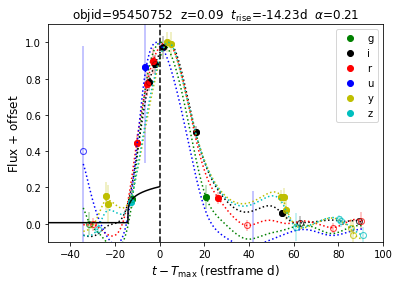 objid=95450752 z=0.09 t_rise=-14.23d α=0.21
Flux + offset
1.0
0.8
0.6
0.4
0.2
0.0
g
i
r
u
y
z
−40 −20 0 20 40 60 80 100
t − T_max (restframe d)